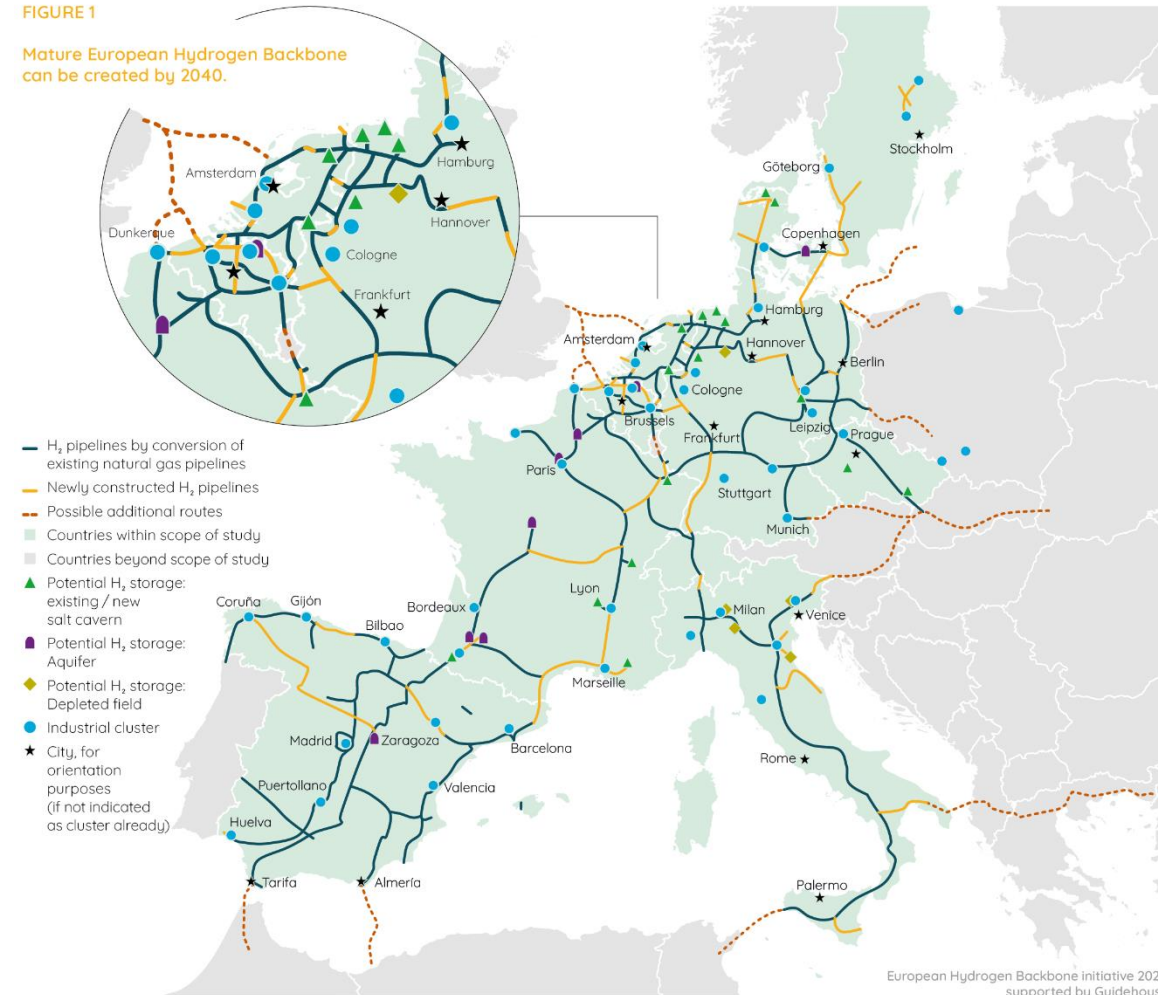 FIGURE 1
Mature European Hydrogen Backbone
can be created by 2040.
Hamburg
Amsterdam
Hannover
Dunkerque
Cologne
Frankfurt
Stockholm
Göteborg
Copenhagen
Hamburg
Amsterdam
Hannover
Berlin
Cologne
Brussels
Leipzig
Frankfurt
Prague
Paris
Stuttgart
Munich
H₂ pipelines by conversion of
existing natural gas pipelines
Newly constructed H₂ pipelines
Possible additional routes
Countries within scope of study
Countries beyond scope of study
Potential H₂ storage:
existing / new
salt cavern
Potential H₂ storage:
Aquifer
Potential H₂ storage:
Depleted field
Industrial cluster
City, for
orientation
purposes
(if not indicated
as cluster already)
Lyon
Coruña
Gijón
Bordeaux
Milan
Venice
Bilbao
Marseille
Madrid
Zaragoza
Barcelona
Rome
Puertollano
Valencia
Huelva
Tarifa
Almería
Palermo
European Hydrogen Backbone initiative 202
supported by Guidehous